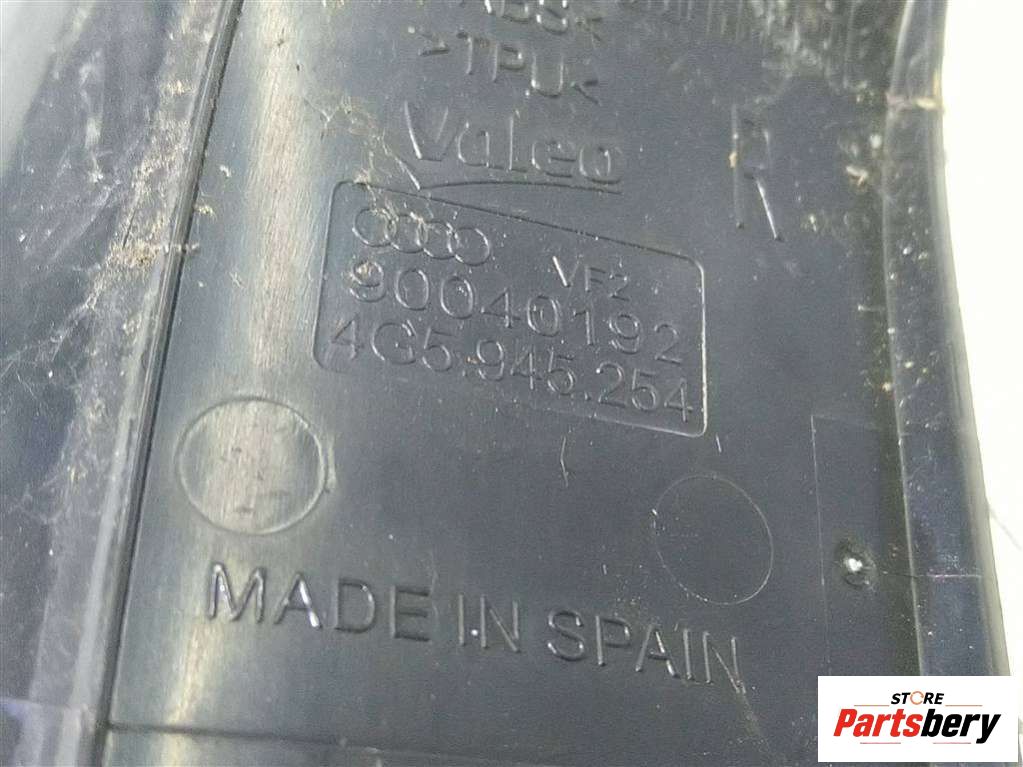 >TPU<
Valeo
VF2
90040192
4G5.945.254
MADE IN SPAIN
STORE
Partsbery